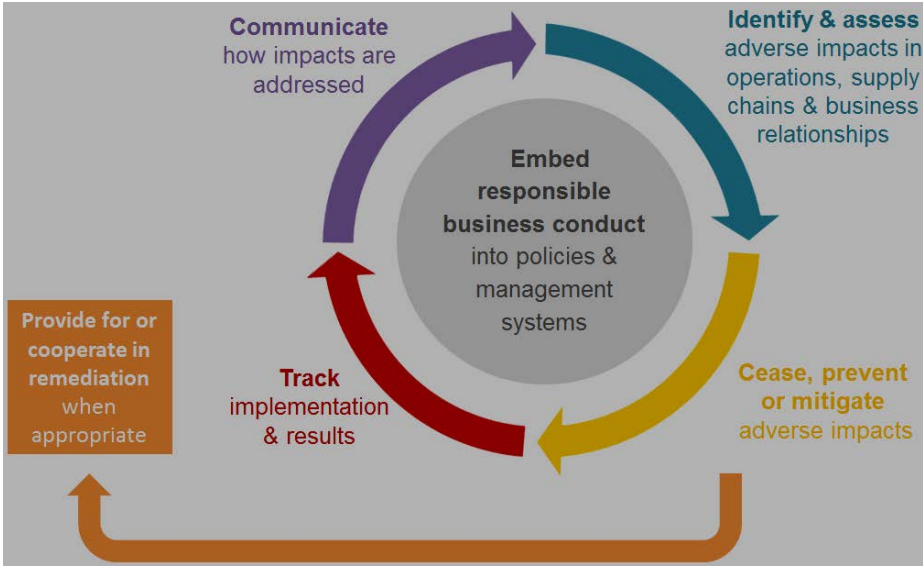 Communicate
how impacts are
addressed
Identify & assess
adverse impacts in
operations, supply
chains & business
relationships
Embed
responsible
business conduct
into policies &
management
systems
Provide for or
cooperate in
remediation
when
appropriate
Track
implementation
& results
Cease, prevent
or mitigate
adverse impacts